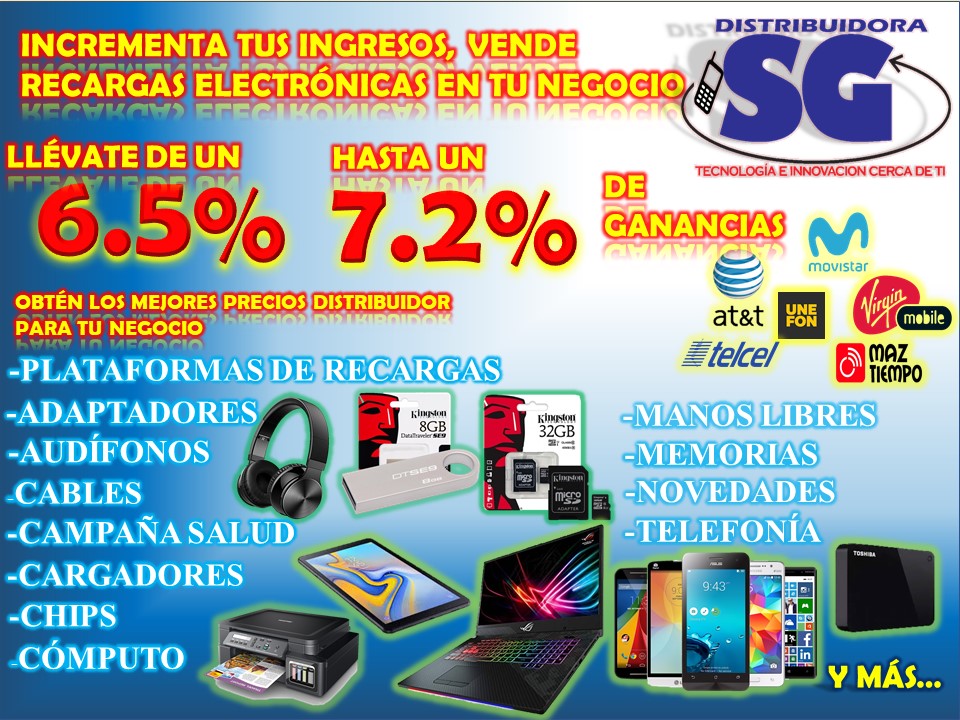 INCREMENTA TUS INGRESOS, VENDE
RECARGAS ELECTRÓNICAS EN TU NEGOCIO
DISTRIBUIDORA
SG
TECNOLOGÍA E INNOVACION CERCA DE TI
LLÉVATE DE UN
6.5%
HASTA UN
7.2%
DE
GANANCIAS
movistar
at&t
UNE
FON
Virgin
mobile
telcel
MAZ
TIEMPO
OBTÉN LOS MEJORES PRECIOS DISTRIBUIDOR
PARA TU NEGOCIO
-PLATAFORMAS DE RECARGAS
-ADAPTADORES
-AUDÍFONOS
-CABLES
-CAMPAÑA SALUD
-CARGADORES
-CHIPS
-CÓMPUTO
Kingston
8GB
DataTraveler SE9
DTSE9
8GB
Kingston
32GB
micro
SD
ADAPTER
-MANOS LIBRES
-MEMORIAS
-NOVEDADES
-TELEFONÍA
ASUS
9:43
TOSHIBA
Y MÁS...